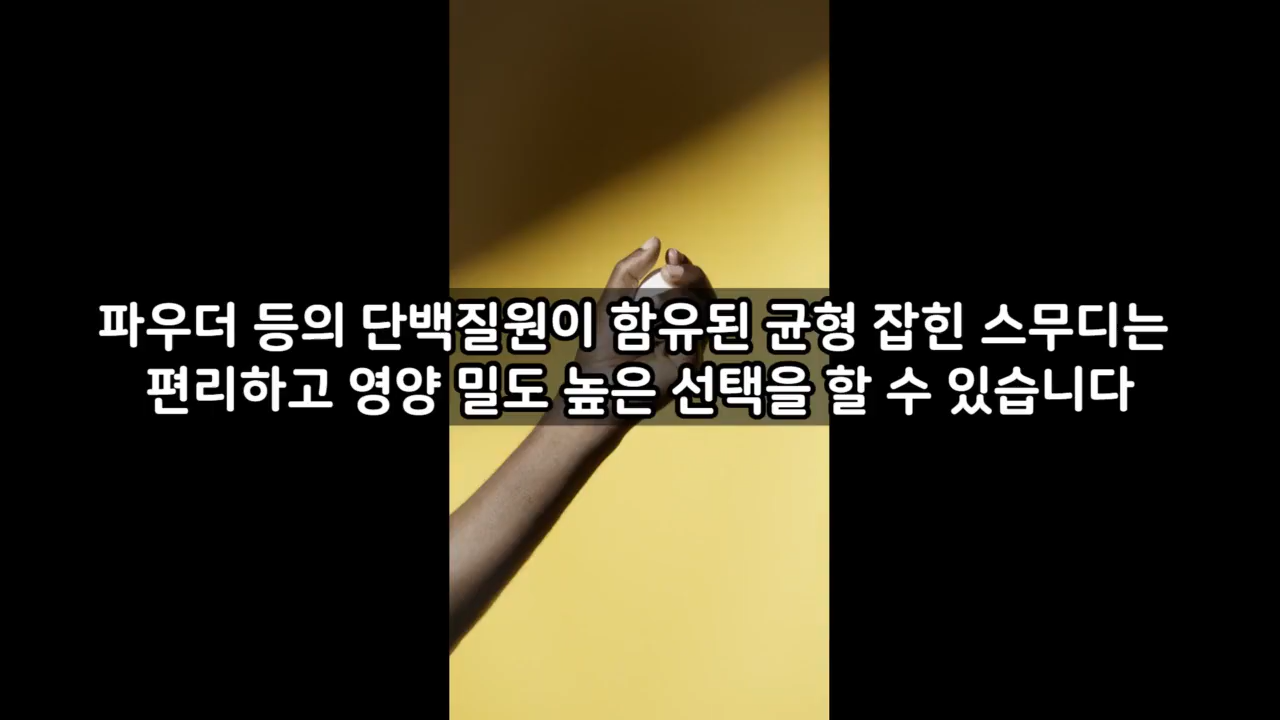 파우더 등의 단백질원이 함유된 균형 잡힌 스무디는
편리하고 영양 밀도 높은 선택을 할 수 있습니다